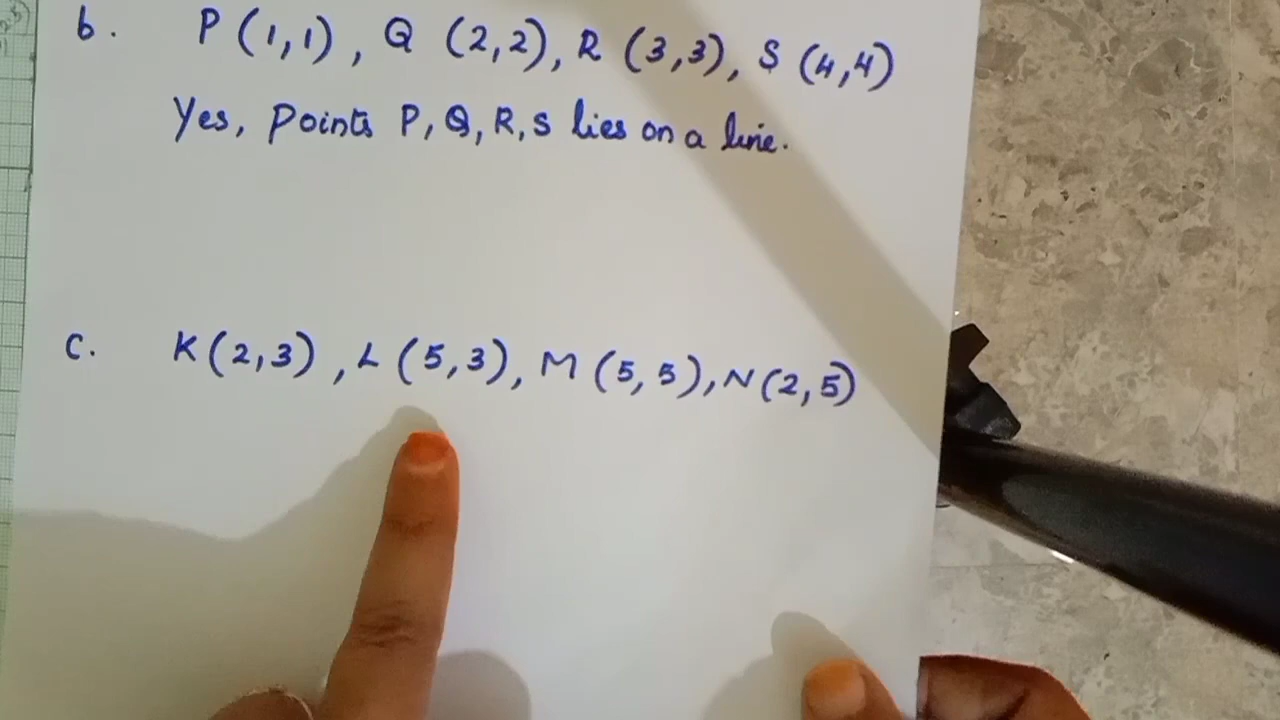 b. P (1,1), Q (2,2), R (3,3), S (4,4)
Yes, Points P, Q, R, S lies on a line.
c. K (2,3), L (5,3), M (5,5), N (2,5)